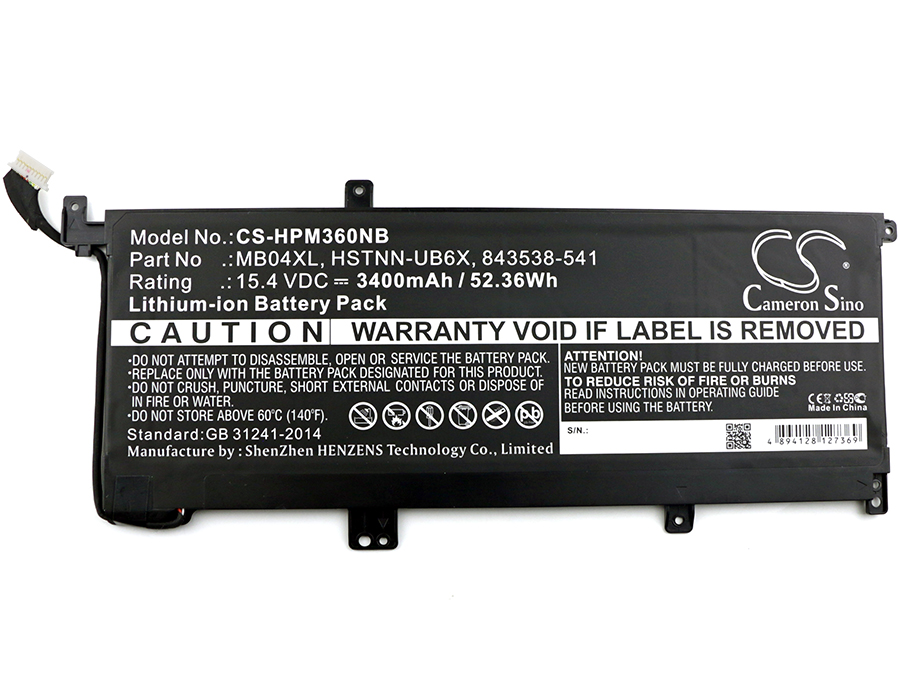 Model No.:CS-HPM360NB
Part No .:MB04XL, HSTNN-UB6X, 843538-541
Rating .:15.4 VDC⎓ 3400mAh / 52.36Wh
Lithium-ion Battery Pack
CS
Cameron Sino
CAUTION
WARRANTY VOID IF LABEL IS REMOVED
•DO NOT ATTEMPT TO DISASSEMBLE, OPEN OR SERVICE THE BATTERY PACK.
•REPLACE ONLY WITH THE BATTERY PACK DESIGNATED FOR THIS PRODUCT.
•DO NOT CRUSH, PUNCTURE, SHORT EXTERNAL CONTACTS OR DISPOSE OF
IN FIRE OR WATER.
•DO NOT STORE ABOVE 60℃ (140℉).
Standard:GB 31241-2014
Manufacture by : ShenZhen HENZENS Technology Co., Limited
Pb
ATTENTION!
NEW BATTERY PACK MUST BE FULLY CHARGED BEFORE USE.
TO REDUCE RISK OF FIRE OR BURNS
READ INSTRUCTIONS IN OPERATING GUIDE
BEFORE USING THE BATTERY.
CE
Made In China
S/N.:
4 894128 127369